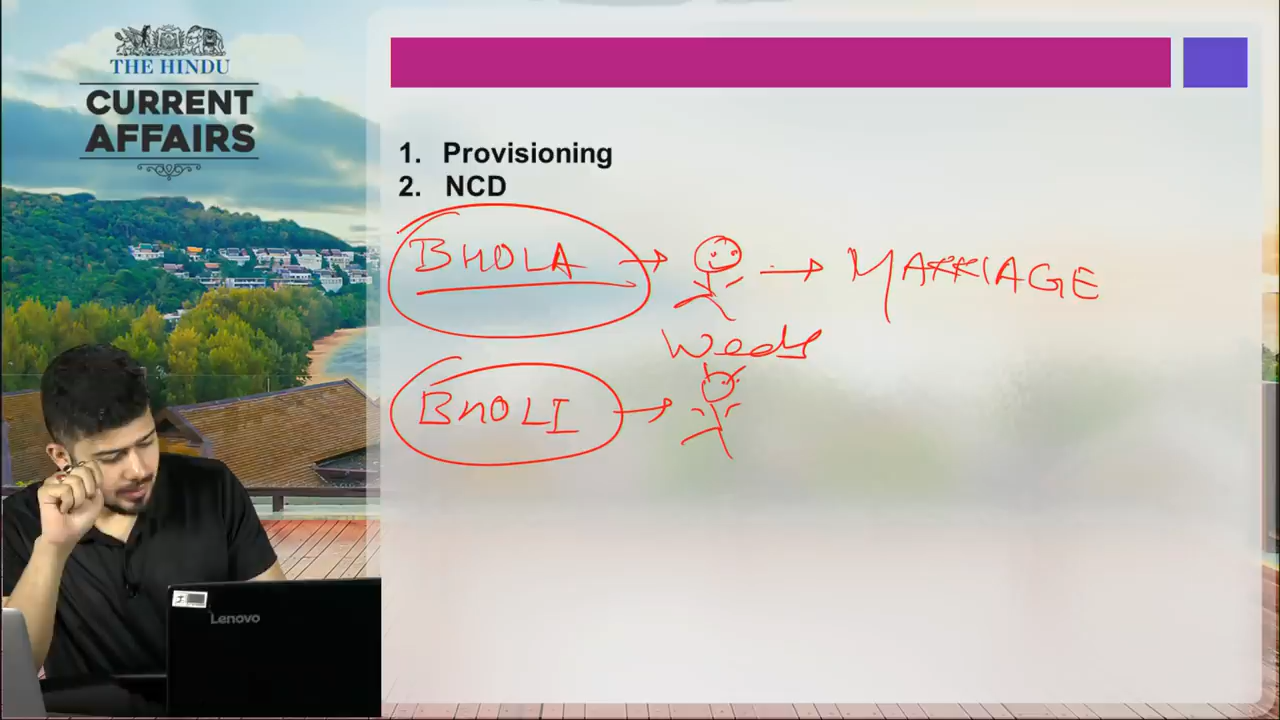 THE HINDU
CURRENT
AFFAIRS
1. Provisioning
2. NCD
BHOLA
MARRIAGE
Weds
BHOLI
Lenovo